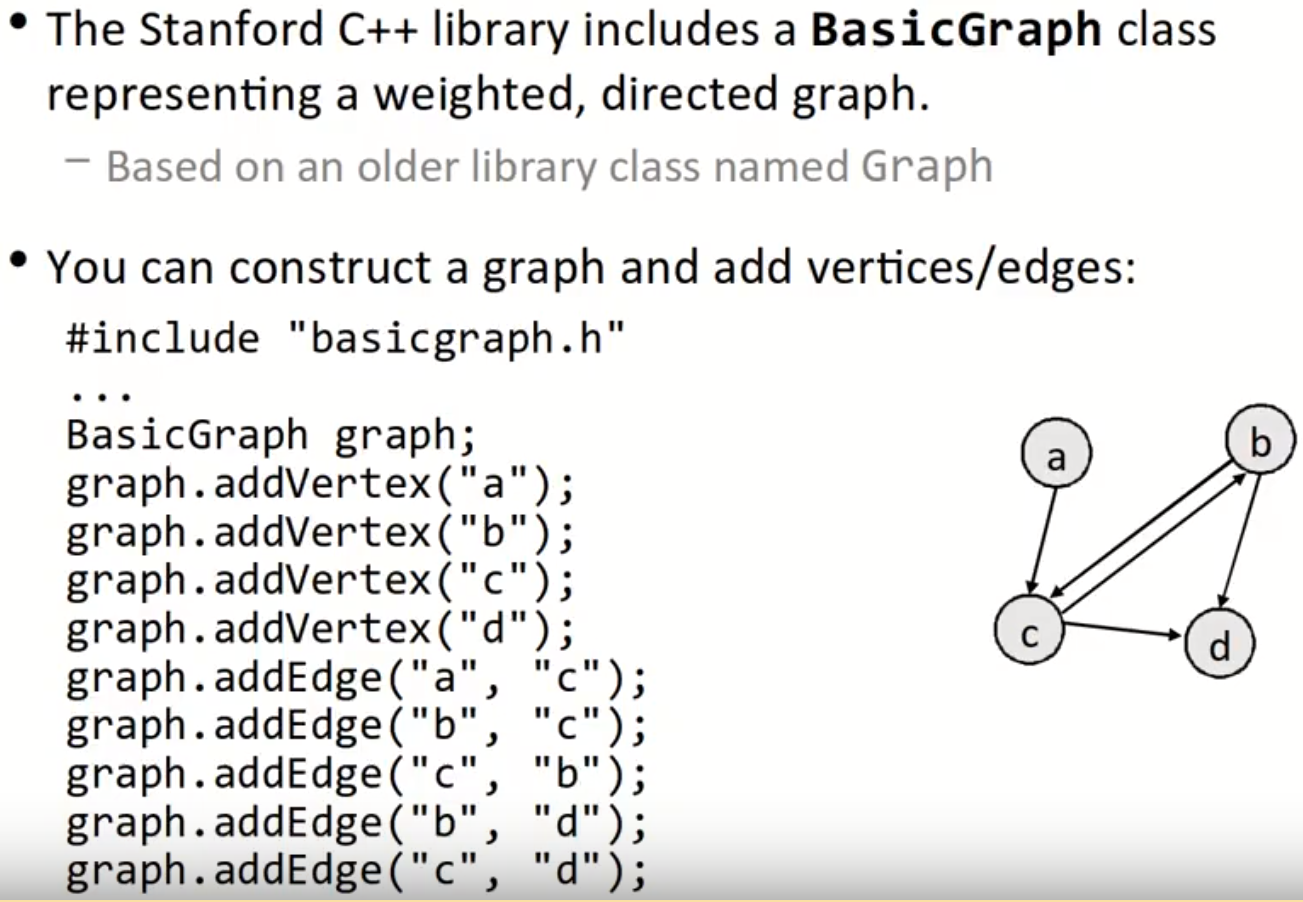 • The Stanford C++ library includes a BasicGraph class
representing a weighted, directed graph.
– Based on an older library class named Graph
• You can construct a graph and add vertices/edges:
#include "basicgraph.h"
...
BasicGraph graph;
graph.addVertex("a");
graph.addVertex("b");
graph.addVertex("c");
graph.addVertex("d");
graph.addEdge("a", "c");
graph.addEdge("b", "c");
graph.addEdge("c", "b");
graph.addEdge("b", "d");
graph.addEdge("c", "d");
a
b
c
d